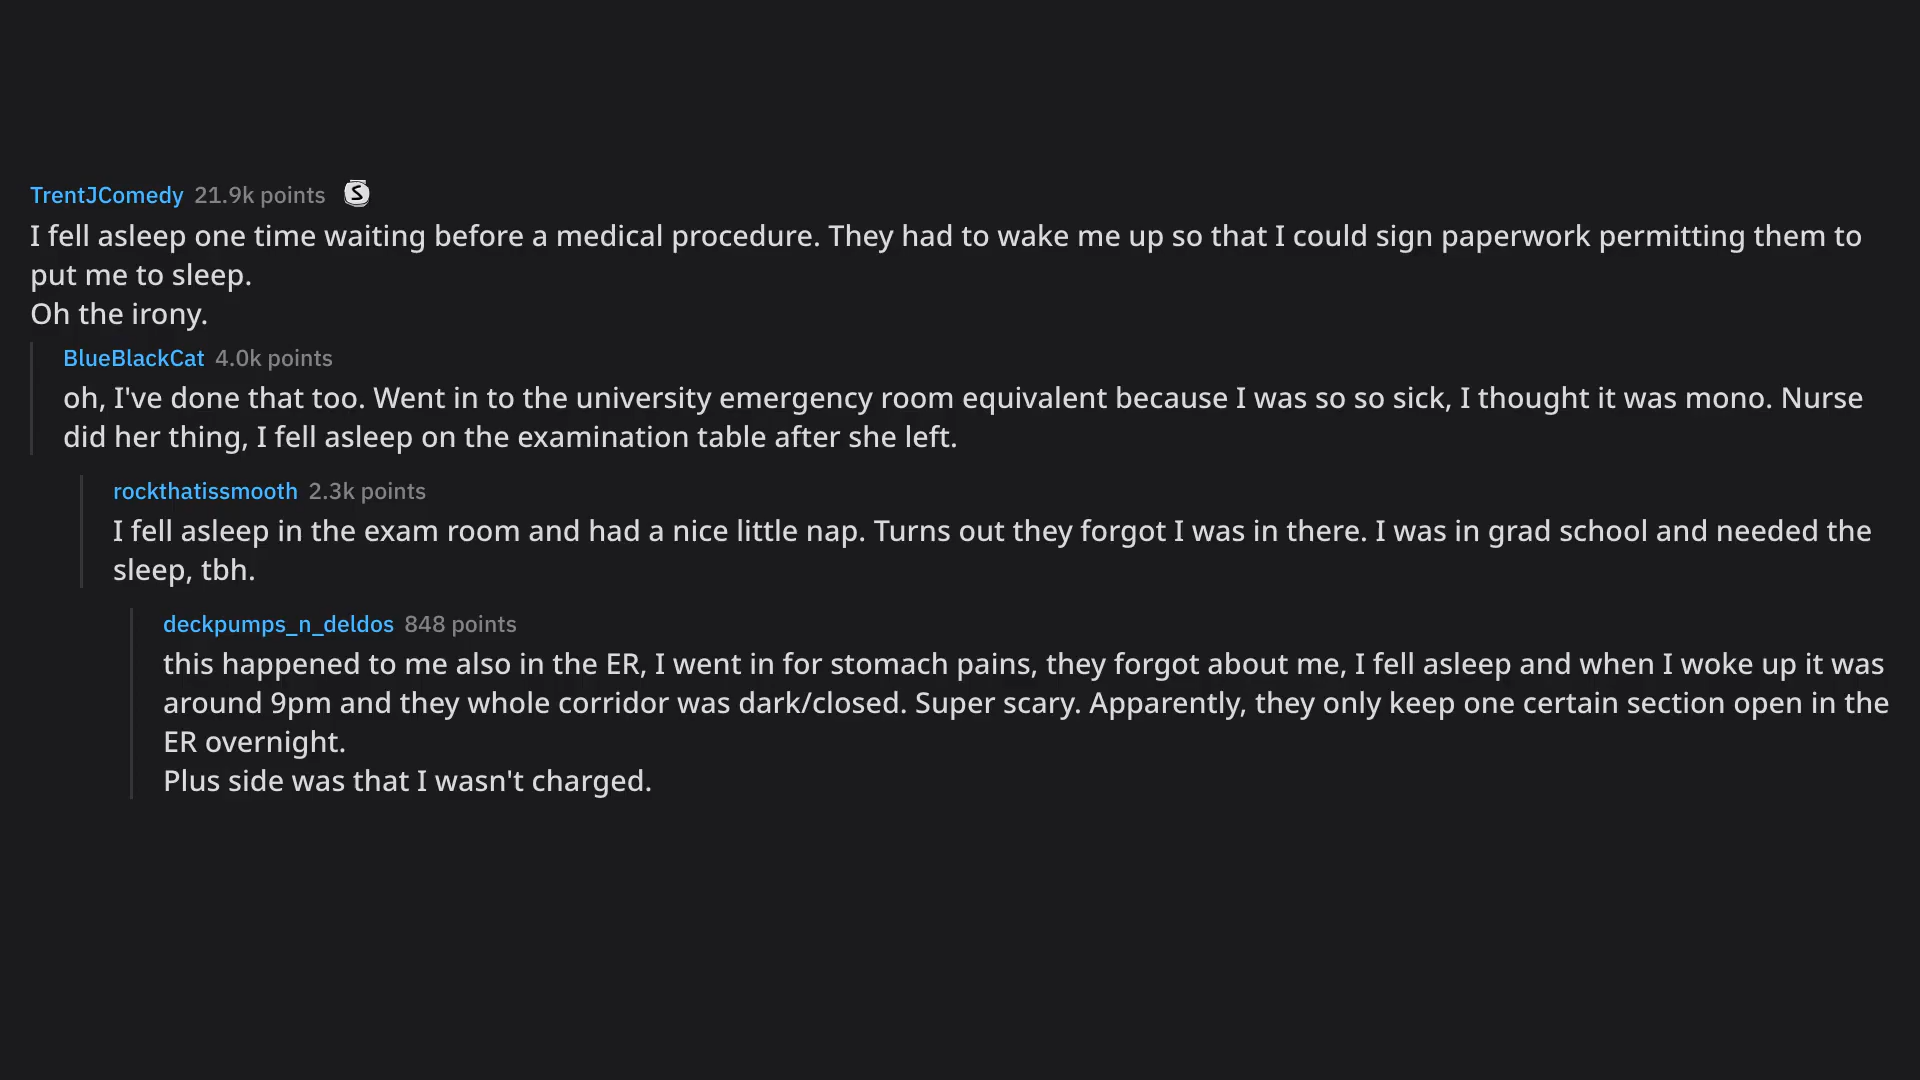 TrentJComedy 21.9k points S
I fell asleep one time waiting before a medical procedure. They had to wake me up so that I could sign paperwork permitting them to
put me to sleep.
Oh the irony.
BlueBlackCat 4.0k points
oh, I've done that too. Went in to the university emergency room equivalent because I was so so sick, I thought it was mono. Nurse
did her thing, I fell asleep on the examination table after she left.
rockthatissmooth 2.3k points
I fell asleep in the exam room and had a nice little nap. Turns out they forgot I was in there. I was in grad school and needed the
sleep, tbh.
deckpumps_n_deldos 848 points
this happened to me also in the ER, I went in for stomach pains, they forgot about me, I fell asleep and when I woke up it was
around 9pm and they whole corridor was dark/closed. Super scary. Apparently, they only keep one certain section open in the
ER overnight.
Plus side was that I wasn't charged.